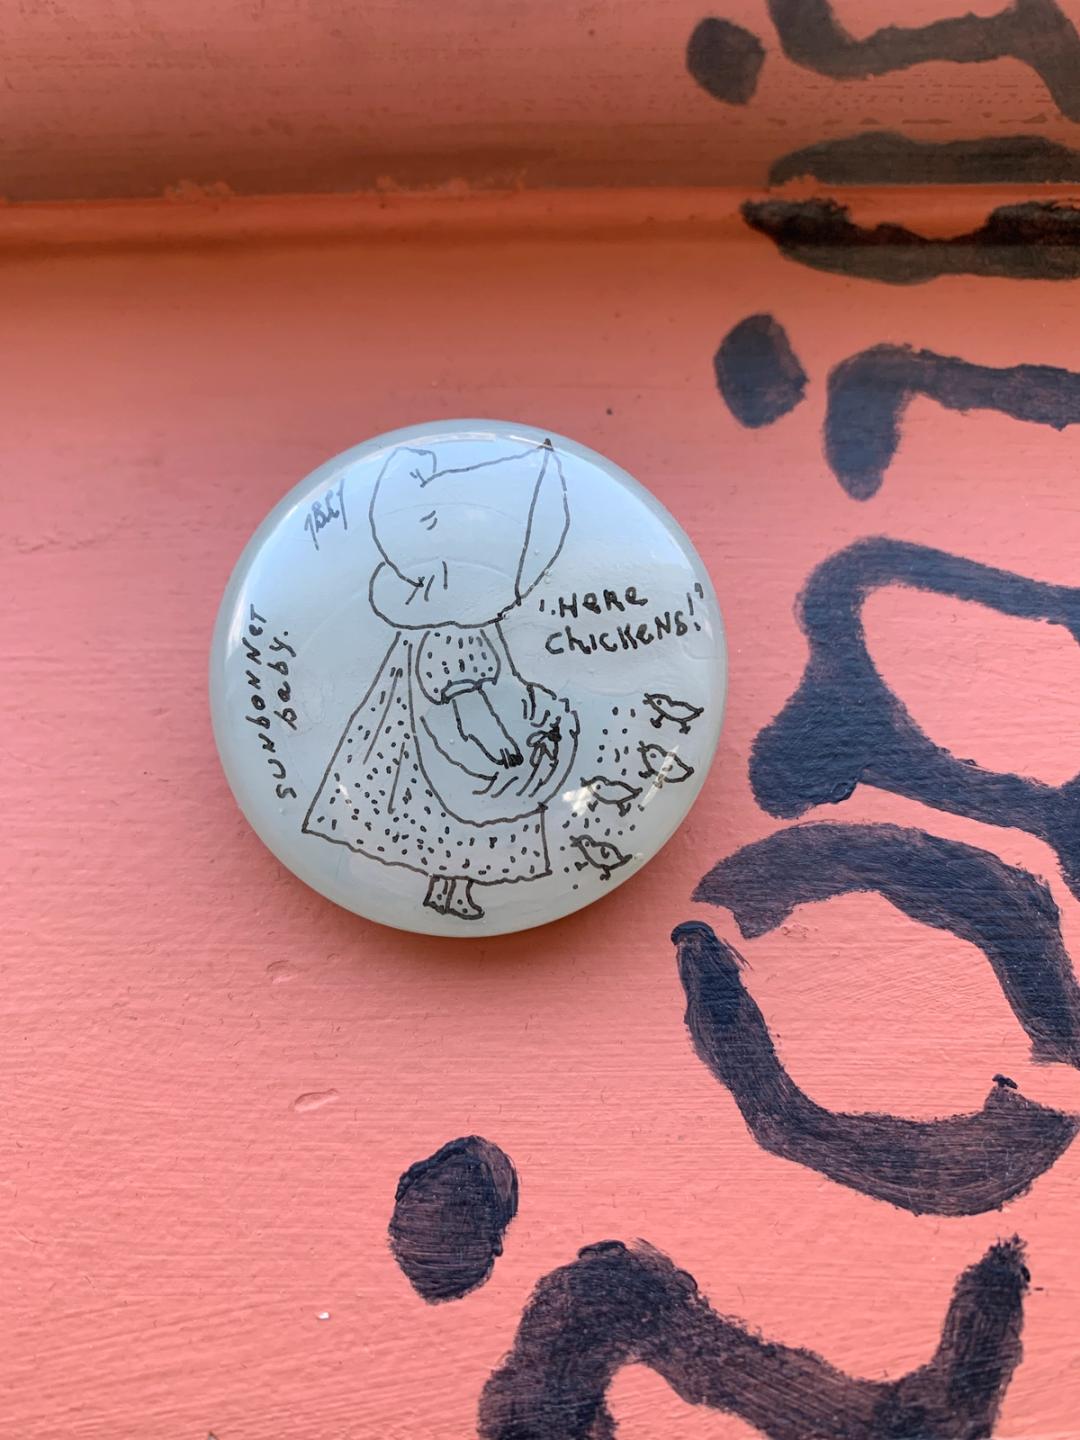 "Here
chickens!"
sunbonnet
baby.